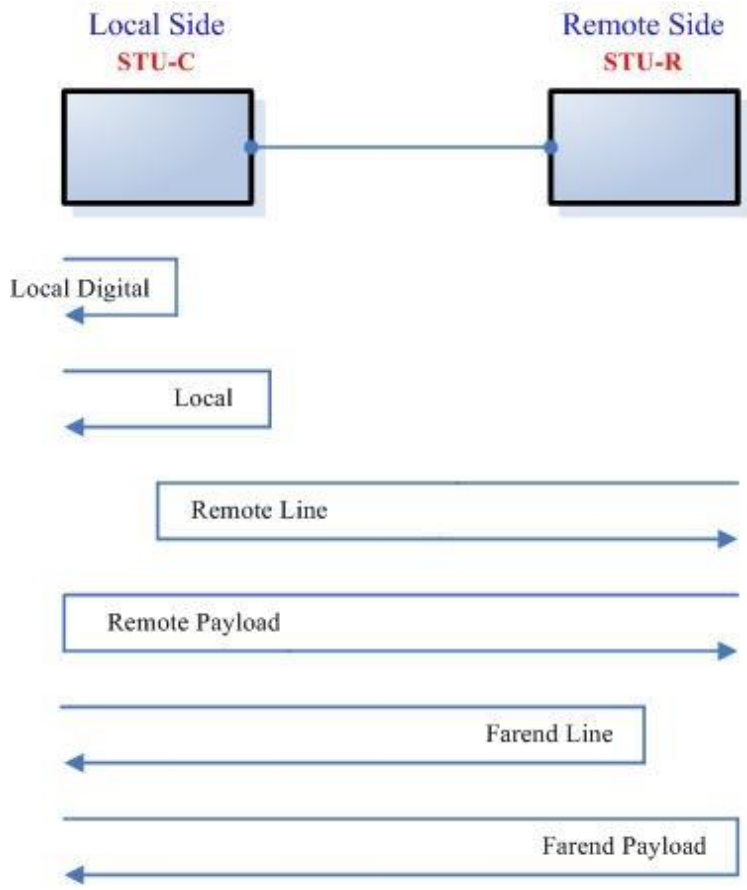 Local Side
STU-C
Remote Side
STU-R
Local Digital
Local
Remote Line
Remote Payload
Farend Line
Farend Payload